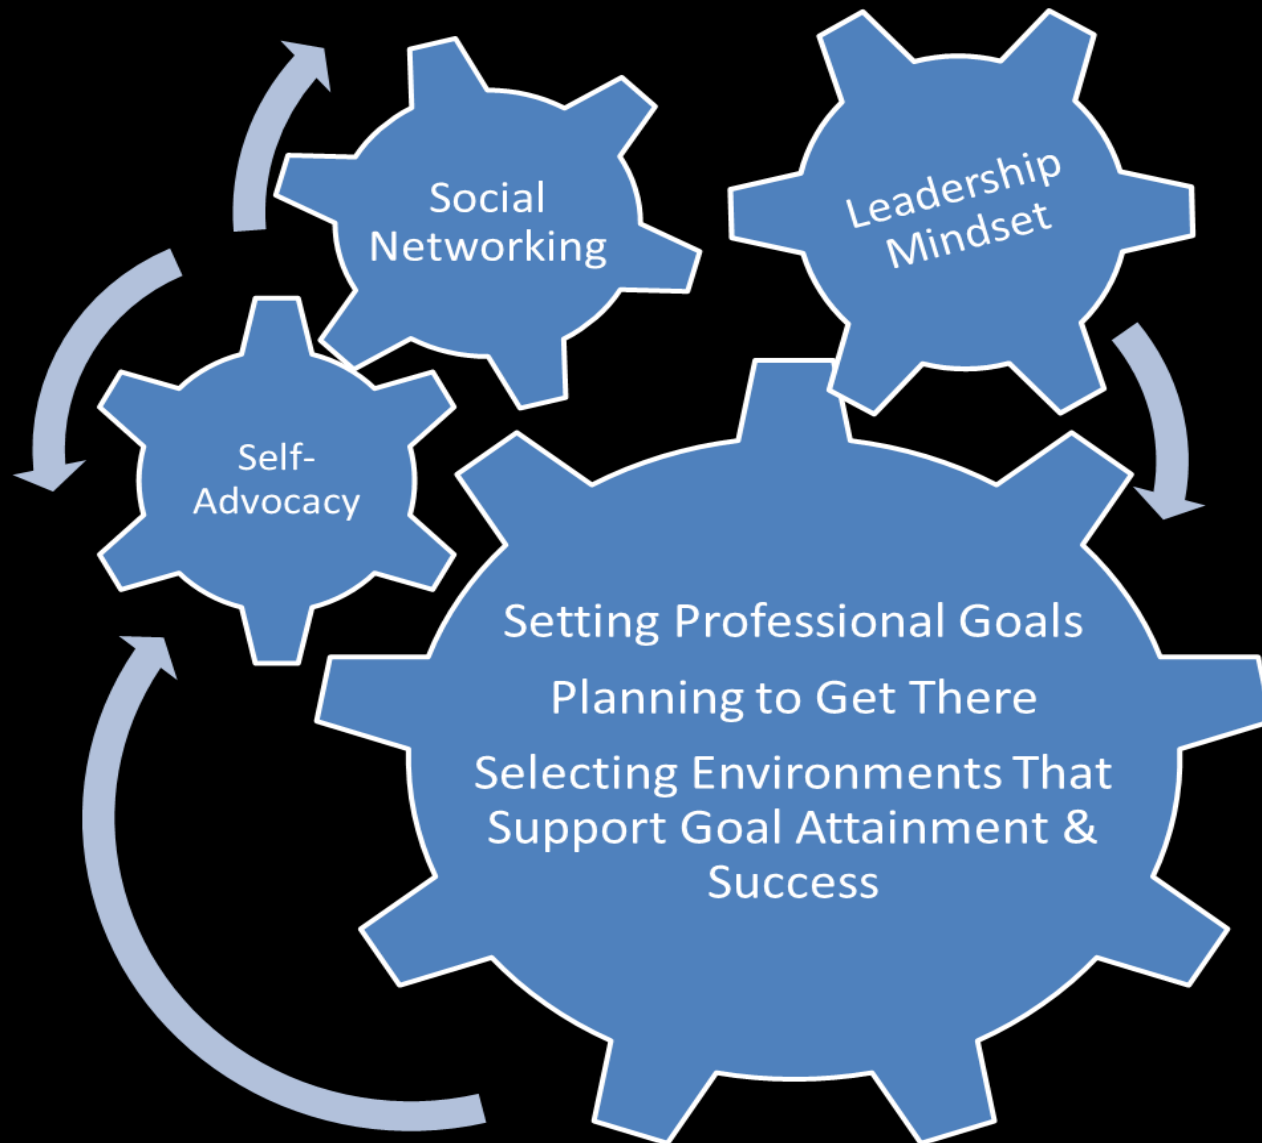 Social
Networking
Leadership
Mindset
Self-
Advocacy
Setting Professional Goals
Planning to Get There
Selecting Environments That
Support Goal Attainment &
Success